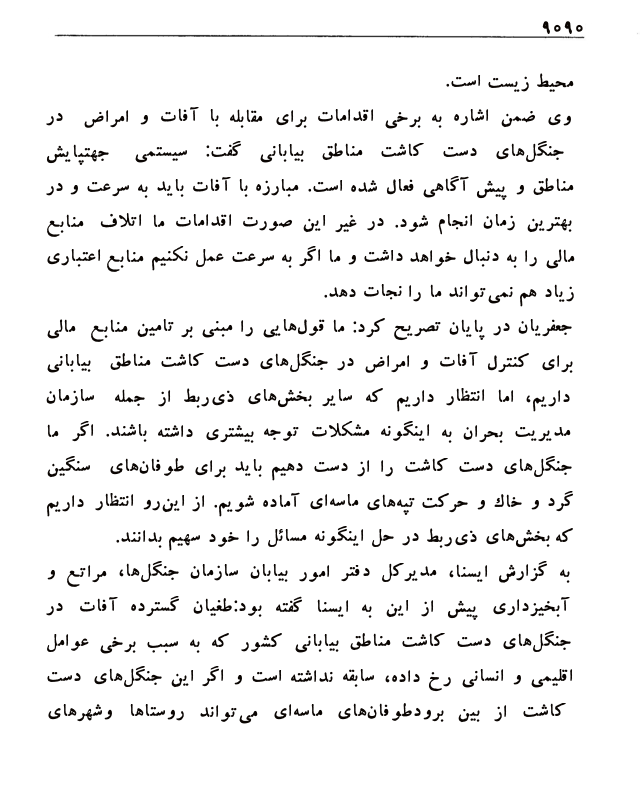 ۹۰۹۰
محیط زیست است.
وی ضمن اشاره به برخی اقدامات برای مقابله با آفات و امراض در
جنگل‌های دست کاشت مناطق بیابانی گفت: سیستمی جهتپایش
مناطق و پیش آگاهی فعال شده است. مبارزه با آفات باید به سرعت و در
بهترین زمان انجام شود. در غیر این صورت اقدامات ما اتلاف منابع
مالی را به دنبال خواهد داشت و ما اگر به سرعت عمل نکنیم منابع اعتباری
زیاد هم نمی‌تواند ما را نجات دهد.
جعفریان در پایان تصریح کرد: ما قول‌هایی را مبنی بر تامین منابع مالی
برای کنترل آفات و امراض در جنگل‌های دست کاشت مناطق بیابانی
داریم، اما انتظار داریم که سایر بخش‌های ذی‌ربط از جمله سازمان
مدیریت بحران به اینگونه مشکلات توجه بیشتری داشته باشند. اگر ما
جنگل‌های دست کاشت را از دست دهیم باید برای طوفان‌های سنگین
گرد و خاك و حرکت تپه‌های ماسه‌ای آماده شویم. از این‌رو انتظار داریم
که بخش‌های ذی‌ربط در حل اینگونه مسائل را خود سهیم بدانند.
به گزارش ایسنا، مدیرکل دفتر امور بیابان سازمان جنگل‌ها، مراتع و
آبخیزداری پیش از این به ایسنا گفته بود:طغیان گسترده آفات در
جنگل‌های دست کاشت مناطق بیابانی کشور که به سبب برخی عوامل
اقلیمی و انسانی رخ داده، سابقه نداشته است و اگر این جنگل‌های دست
کاشت از بین برودطوفان‌های ماسه‌ای می‌تواند روستاها وشهرهای